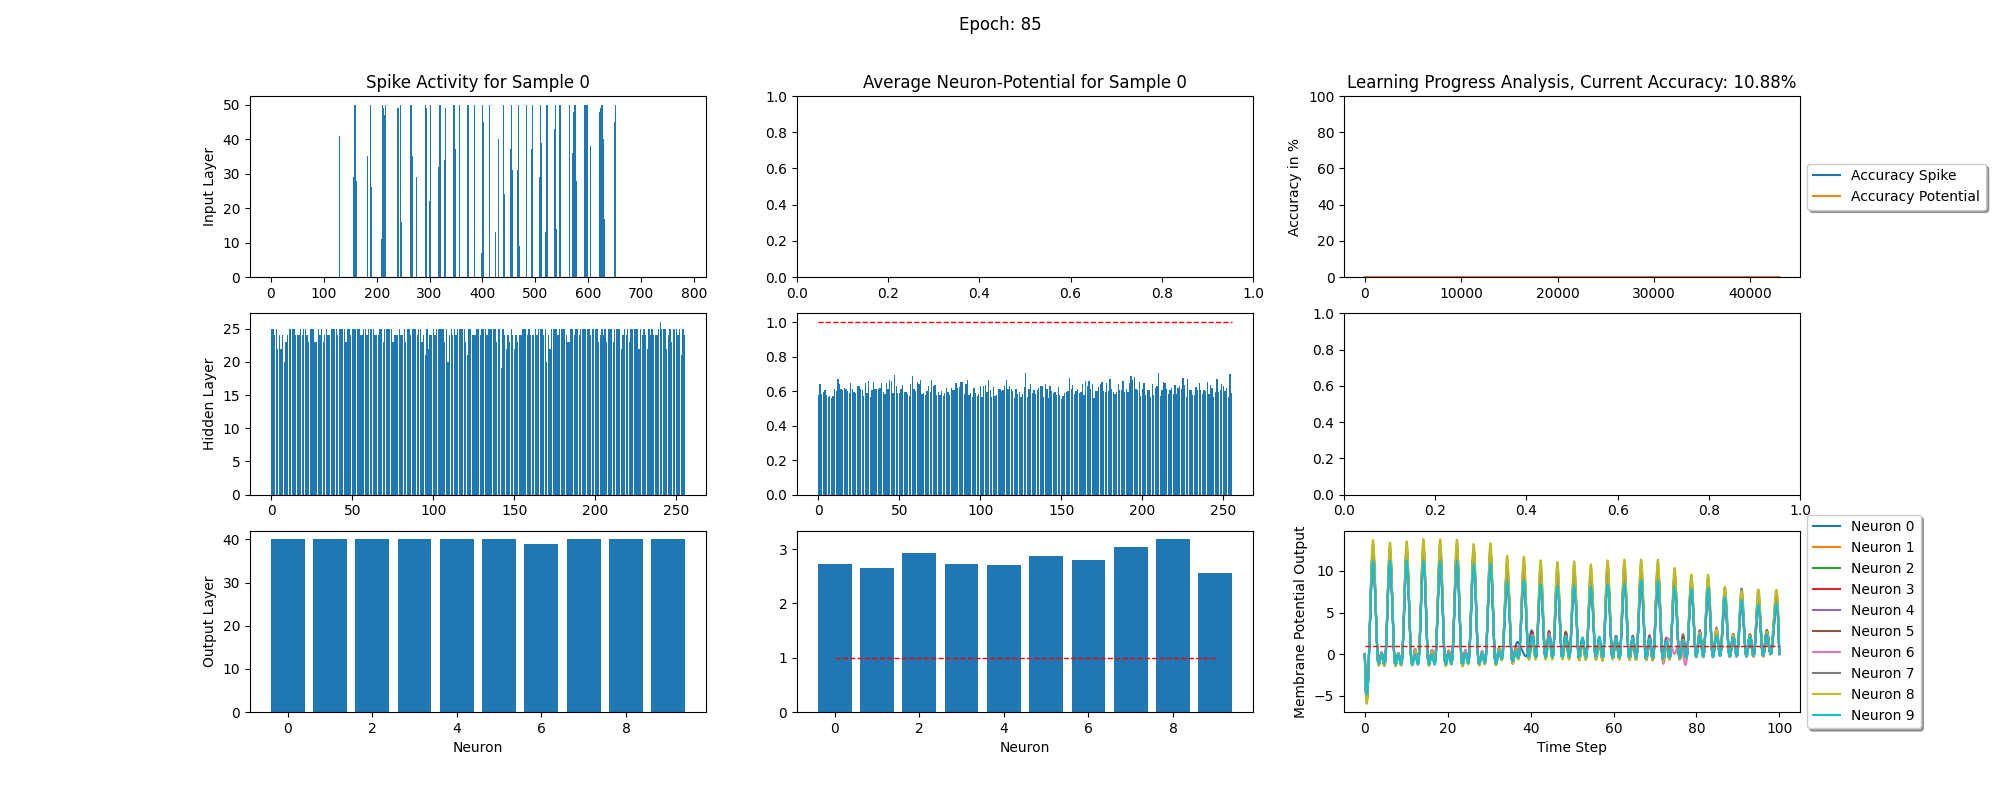 Epoch: 85
Spike Activity for Sample 0
Average Neuron-Potential for Sample 0
Learning Progress Analysis, Current Accuracy: 10.88%
Input Layer
50
40
30
20
10
0
0 100 200 300 400 500 600 700 800
1.0
0.8
0.6
0.4
0.2
0.0
0.0 0.2 0.4 0.6 0.8 1.0
Accuracy in %
100
80
60
40
20
0
0 10000 20000 30000 40000
Accuracy Spike
Accuracy Potential
Hidden Layer
25
20
15
10
5
0
0 50 100 150 200 250
1.0
0.8
0.6
0.4
0.2
0.0
0 50 100 150 200 250
1.0
0.8
0.6
0.4
0.2
0.0
0.0 0.2 0.4 0.6 0.8 1.0
Output Layer
40
30
20
10
0
0 2 4 6 8
Neuron
3
2
1
0
0 2 4 6 8
Neuron
Membrane Potential Output
10
5
0
−5
0 20 40 60 80 100
Time Step
Neuron 0
Neuron 1
Neuron 2
Neuron 3
Neuron 4
Neuron 5
Neuron 6
Neuron 7
Neuron 8
Neuron 9